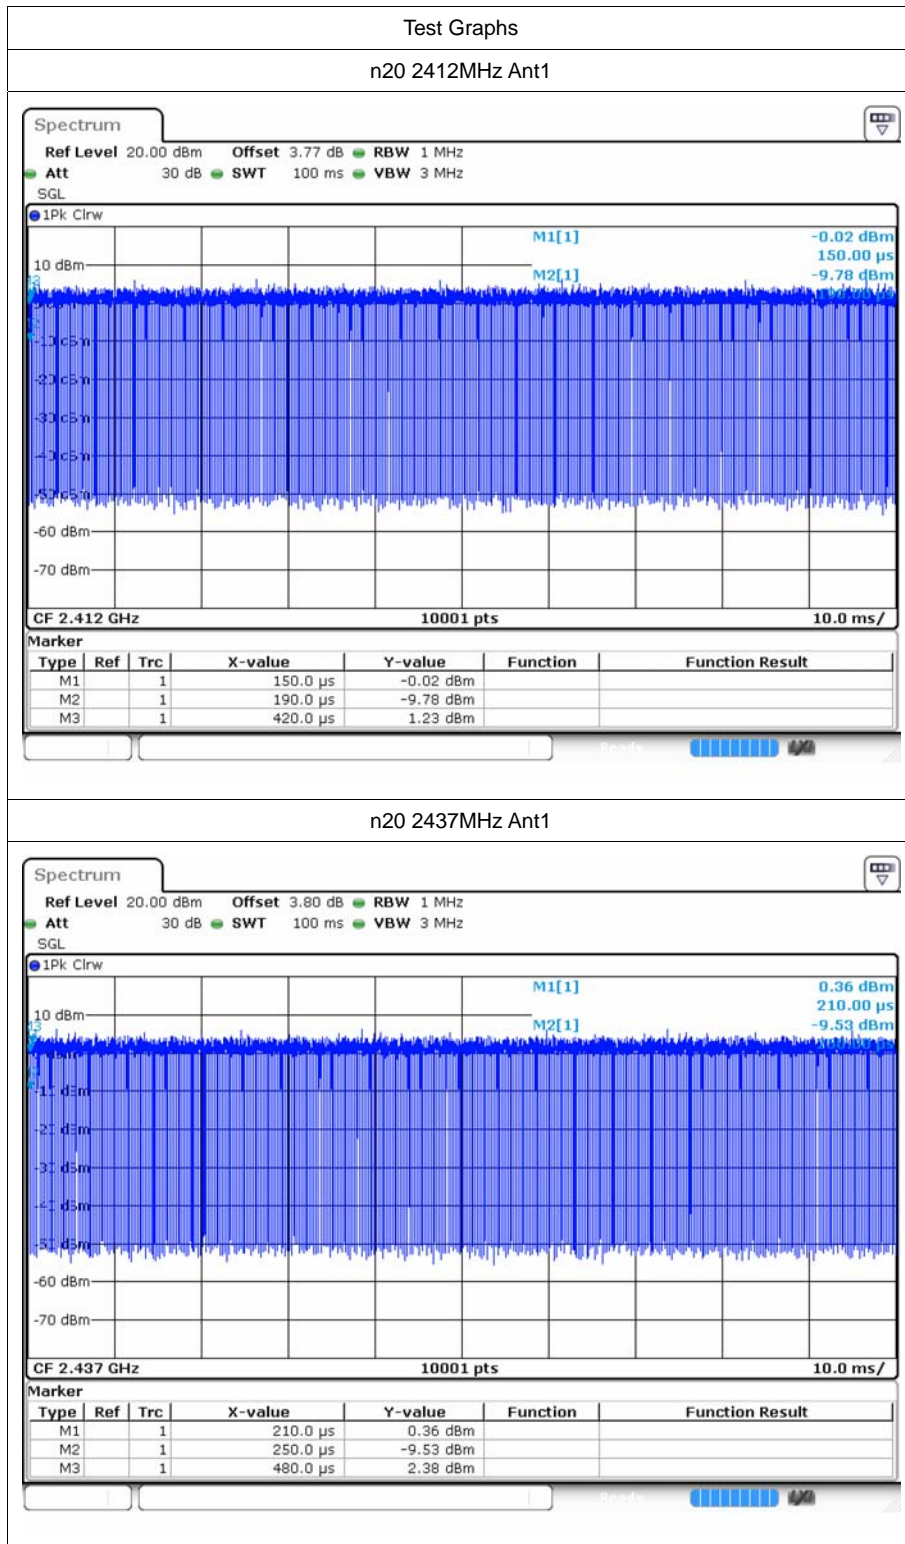 Test Graphs
n20 2412MHz Ant1
Spectrum
Ref Level 20.00 dBm Offset 3.77 dB RBW 1 MHz
Att 30 dB SWT 100 ms VBW 3 MHz
SGL
1Pk Clrw
M1[1] -0.02 dBm
150.00 µs
10 dBm
M2[1] -9.78 dBm
-60 dBm
-70 dBm
CF 2.412 GHz 10001 pts 10.0 ms/
Marker
Type Ref Trc X-value Y-value Function Function Result
M1 1 150.0 µs -0.02 dBm
M2 1 190.0 µs -9.78 dBm
M3 1 420.0 µs 1.23 dBm
n20 2437MHz Ant1
Spectrum
Ref Level 20.00 dBm Offset 3.80 dB RBW 1 MHz
Att 30 dB SWT 100 ms VBW 3 MHz
SGL
1Pk Clrw
M1[1] 0.36 dBm
210.00 µs
10 dBm
M2[1] -9.53 dBm
-60 dBm
-70 dBm
CF 2.437 GHz 10001 pts 10.0 ms/
Marker
Type Ref Trc X-value Y-value Function Function Result
M1 1 210.0 µs 0.36 dBm
M2 1 250.0 µs -9.53 dBm
M3 1 480.0 µs 2.38 dBm